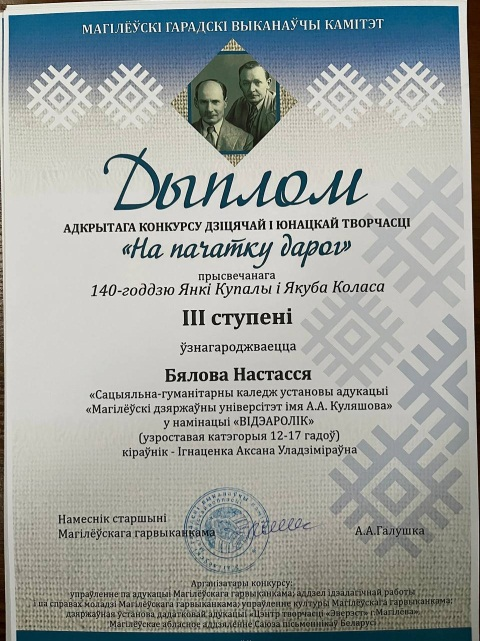 МАГІЛЁЎСКІ ГАРАДСКІ ВЫКАНАЎЧЫ КАМІТЭТ
Дыплом
АДКРЫТАГА КОНКУРСУ ДЗІЦЯЧАЙ І ЮНАЦКАЙ ТВОРЧАСЦІ
«На пачатку дарог»
прысвечанага
140-годдзю Янкі Купалы і Якуба Коласа
III ступені
ўзнагароджваецца
Бялова Настасся
«Сацыяльна-гуманітарны каледж установы адукацыі
«Магілёўскі дзяржаўны універсітэт імя А.А. Куляшова»
у намінацыі «ВІДЭАРОЛІК»
(узроставая катэгорыя 12-17 гадоў)
кіраўнік - Ігнаценка Аксана Уладзіміраўна
Намеснік старшыні
Магілёўскага гарвыканкама
А.А.Галушка
Арганізатары конкурсу:
упраўленне па адукацыі Магілёўскага гарвыканкама; аддзел ідэалагічнай работы
і па справах моладзі Магілёўскага гарвыканкама; упраўленне культуры Магілёўскага гарвыканкама;
дзяржаўная ўстанова дадатковай адукацыі «Цэнтр творчасці «Эверэст» г.Магілёва»,
Магілёўскае абласное аддзяленне Саюза пісьменнікаў Беларусі